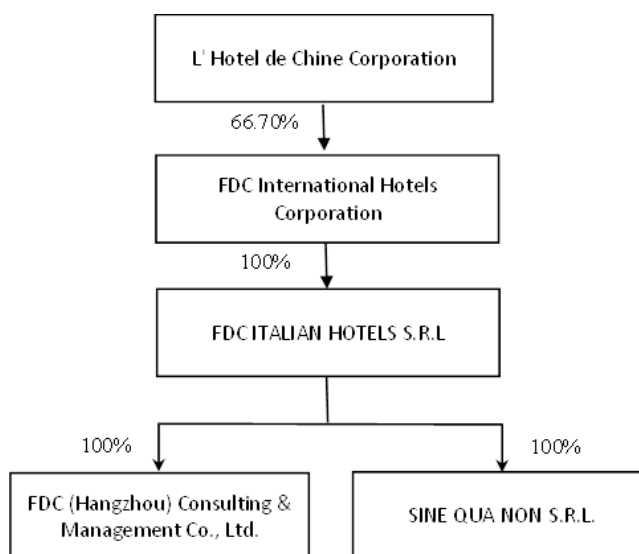 L' Hotel de Chine Corporation
66.70%
FDC International Hotels
Corporation
100%
FDC ITALIAN HOTELS S.R.L
100%
100%
FDC (Hangzhou) Consulting &
Management Co., Ltd.
SINE QUA NON S.R.L.